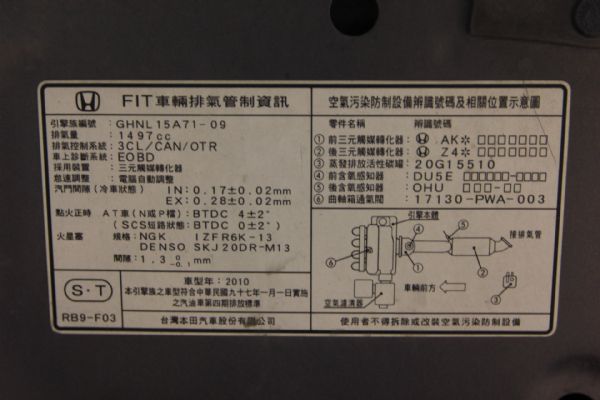 FIT車輛排氣管制資訊
引擎族編號：GHNL15A71-09
排氣量：1497cc
排氣控制系統：3CL/CAN/OTR
車上診斷系統：EOBD
採用裝置：三元觸媒轉化器
怠速調整：電腦自動調整
汽門間隙（冷車狀態） IN：0.17±0.02mm
EX：0.28±0.02mm
點火正時 AT車（N或P檔）：BTDC 4±2°
（SCS短路狀態）：BTDC 0±2°
火星塞 規格：NGK IZFR6K-13
DENSO SKJ20DR-M13
間隙：1.3 0 -0.1 mm
S·T
RB9-F03
車型年：2010
本引擎族之車型符合中華民國九十七年一月一日實施
之汽油車第四期排放標準
台灣本田汽車股份有限公司
空氣污染防制設備辨識號碼及相關位置示意圖
零件名稱 辨識號碼
①前三元觸媒轉化器：.AK* □□□□□□□
②後三元觸媒轉化器：Z4* □□□□□□□
③蒸發排放活性碳罐：20G15510
④前含氧感知器：DU5E □□□□□□-□□□□
⑤後含氧感知器：OHU □□□-□□
⑥曲軸箱通氣閥：17130-PWA-003
引擎本體
接排氣管
⑥
④
①
⑤
②
③
空氣濾清器
車輛前方
使用者不得拆除或改裝空氣污染防制設備